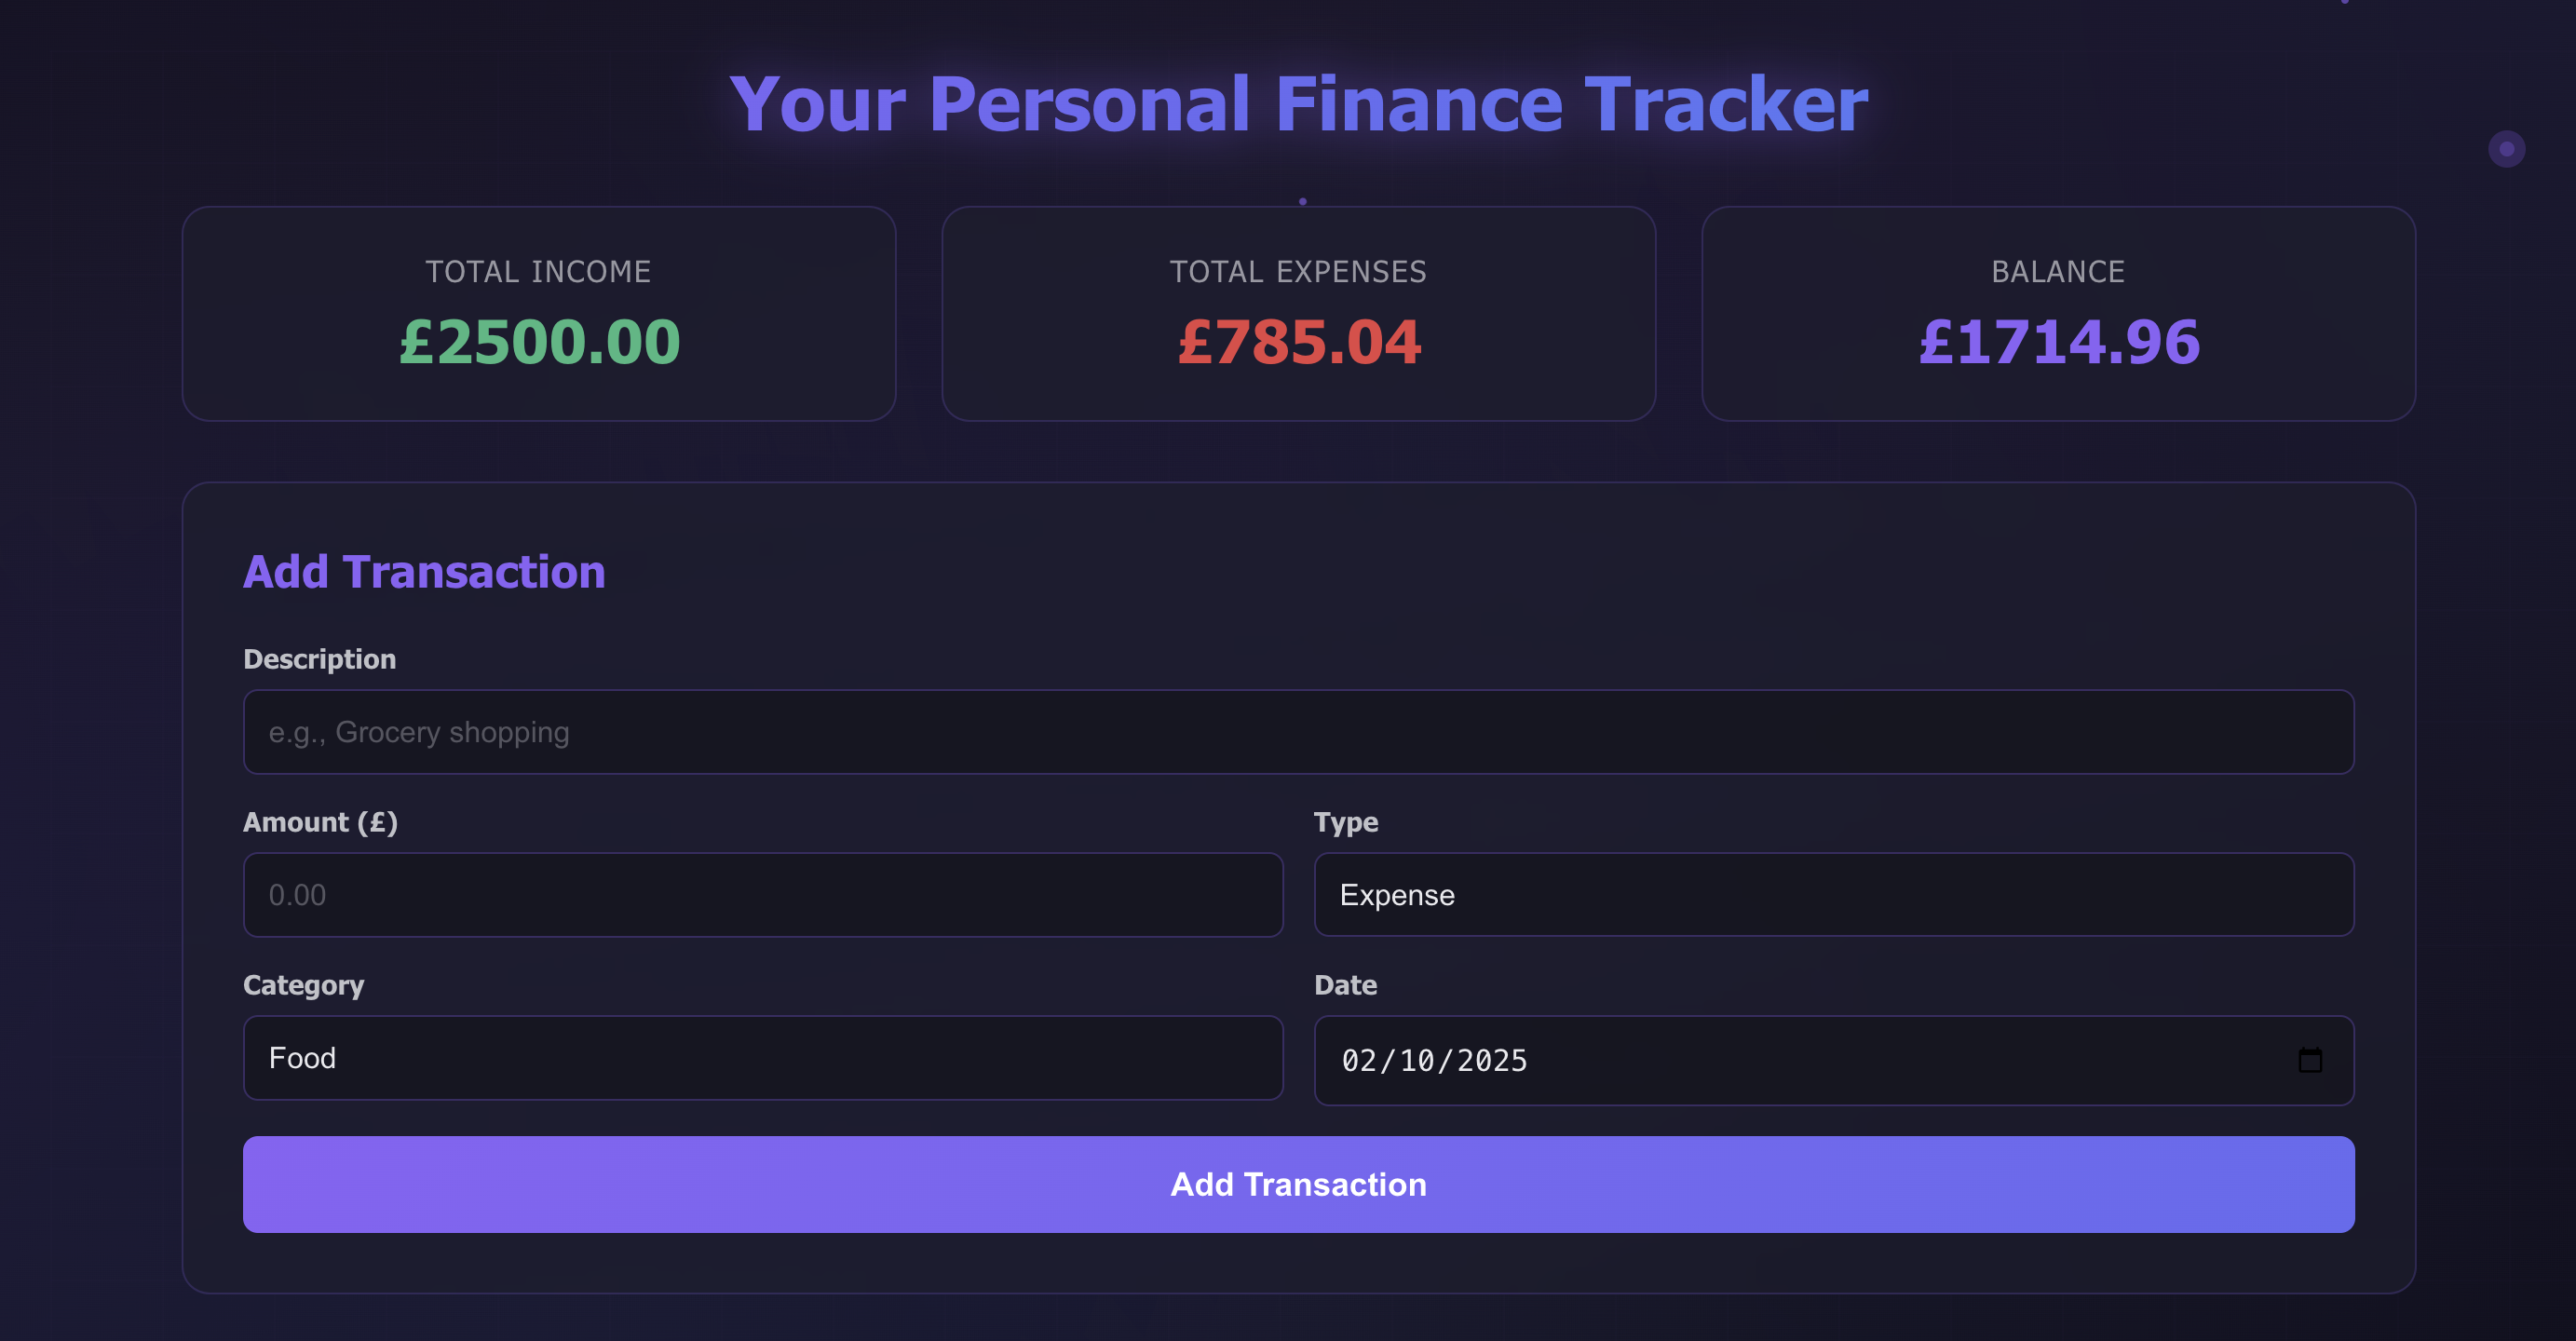 Your Personal Finance Tracker
TOTAL INCOME
£2500.00
TOTAL EXPENSES
£785.04
BALANCE
£1714.96
Add Transaction
Description
e.g., Grocery shopping
Amount (£)
0.00
Type
Expense
Category
Food
Date
02/10/2025
Add Transaction